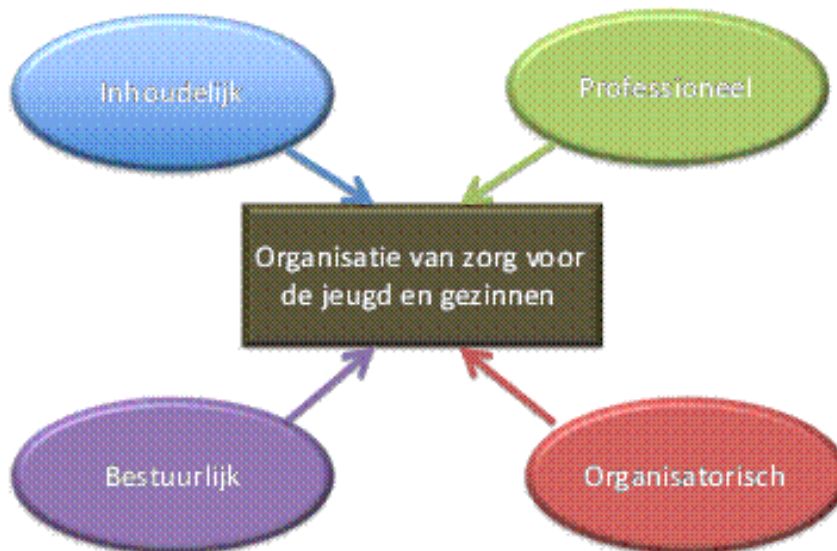 Inhoudelijk
Professioneel
Organisatie van zorg voor
de jeugd en gezinnen
Bestuurlijk
Organisatorisch